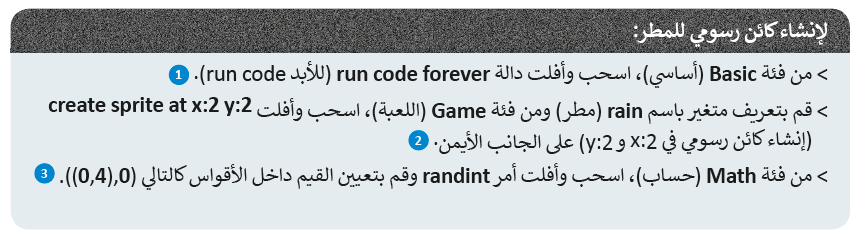 لإنشاء كائن رسومي للمطر:
> من فئة Basic (أساسي)، اسحب وأفلت دالة run code forever (للأبد run code). 1
> قم بتعريف متغير باسم rain (مطر) ومن فئة Game (اللعبة)، اسحب وأفلت create sprite at x:2 y:2
(إنشاء كائن رسومي في x:2 و y:2) على الجانب الأيمن. 2
> من فئة Math (حساب)، اسحب وأفلت أمر randint وقم بتعيين القيم داخل الأقواس كالتالي ((0,4),0). 3